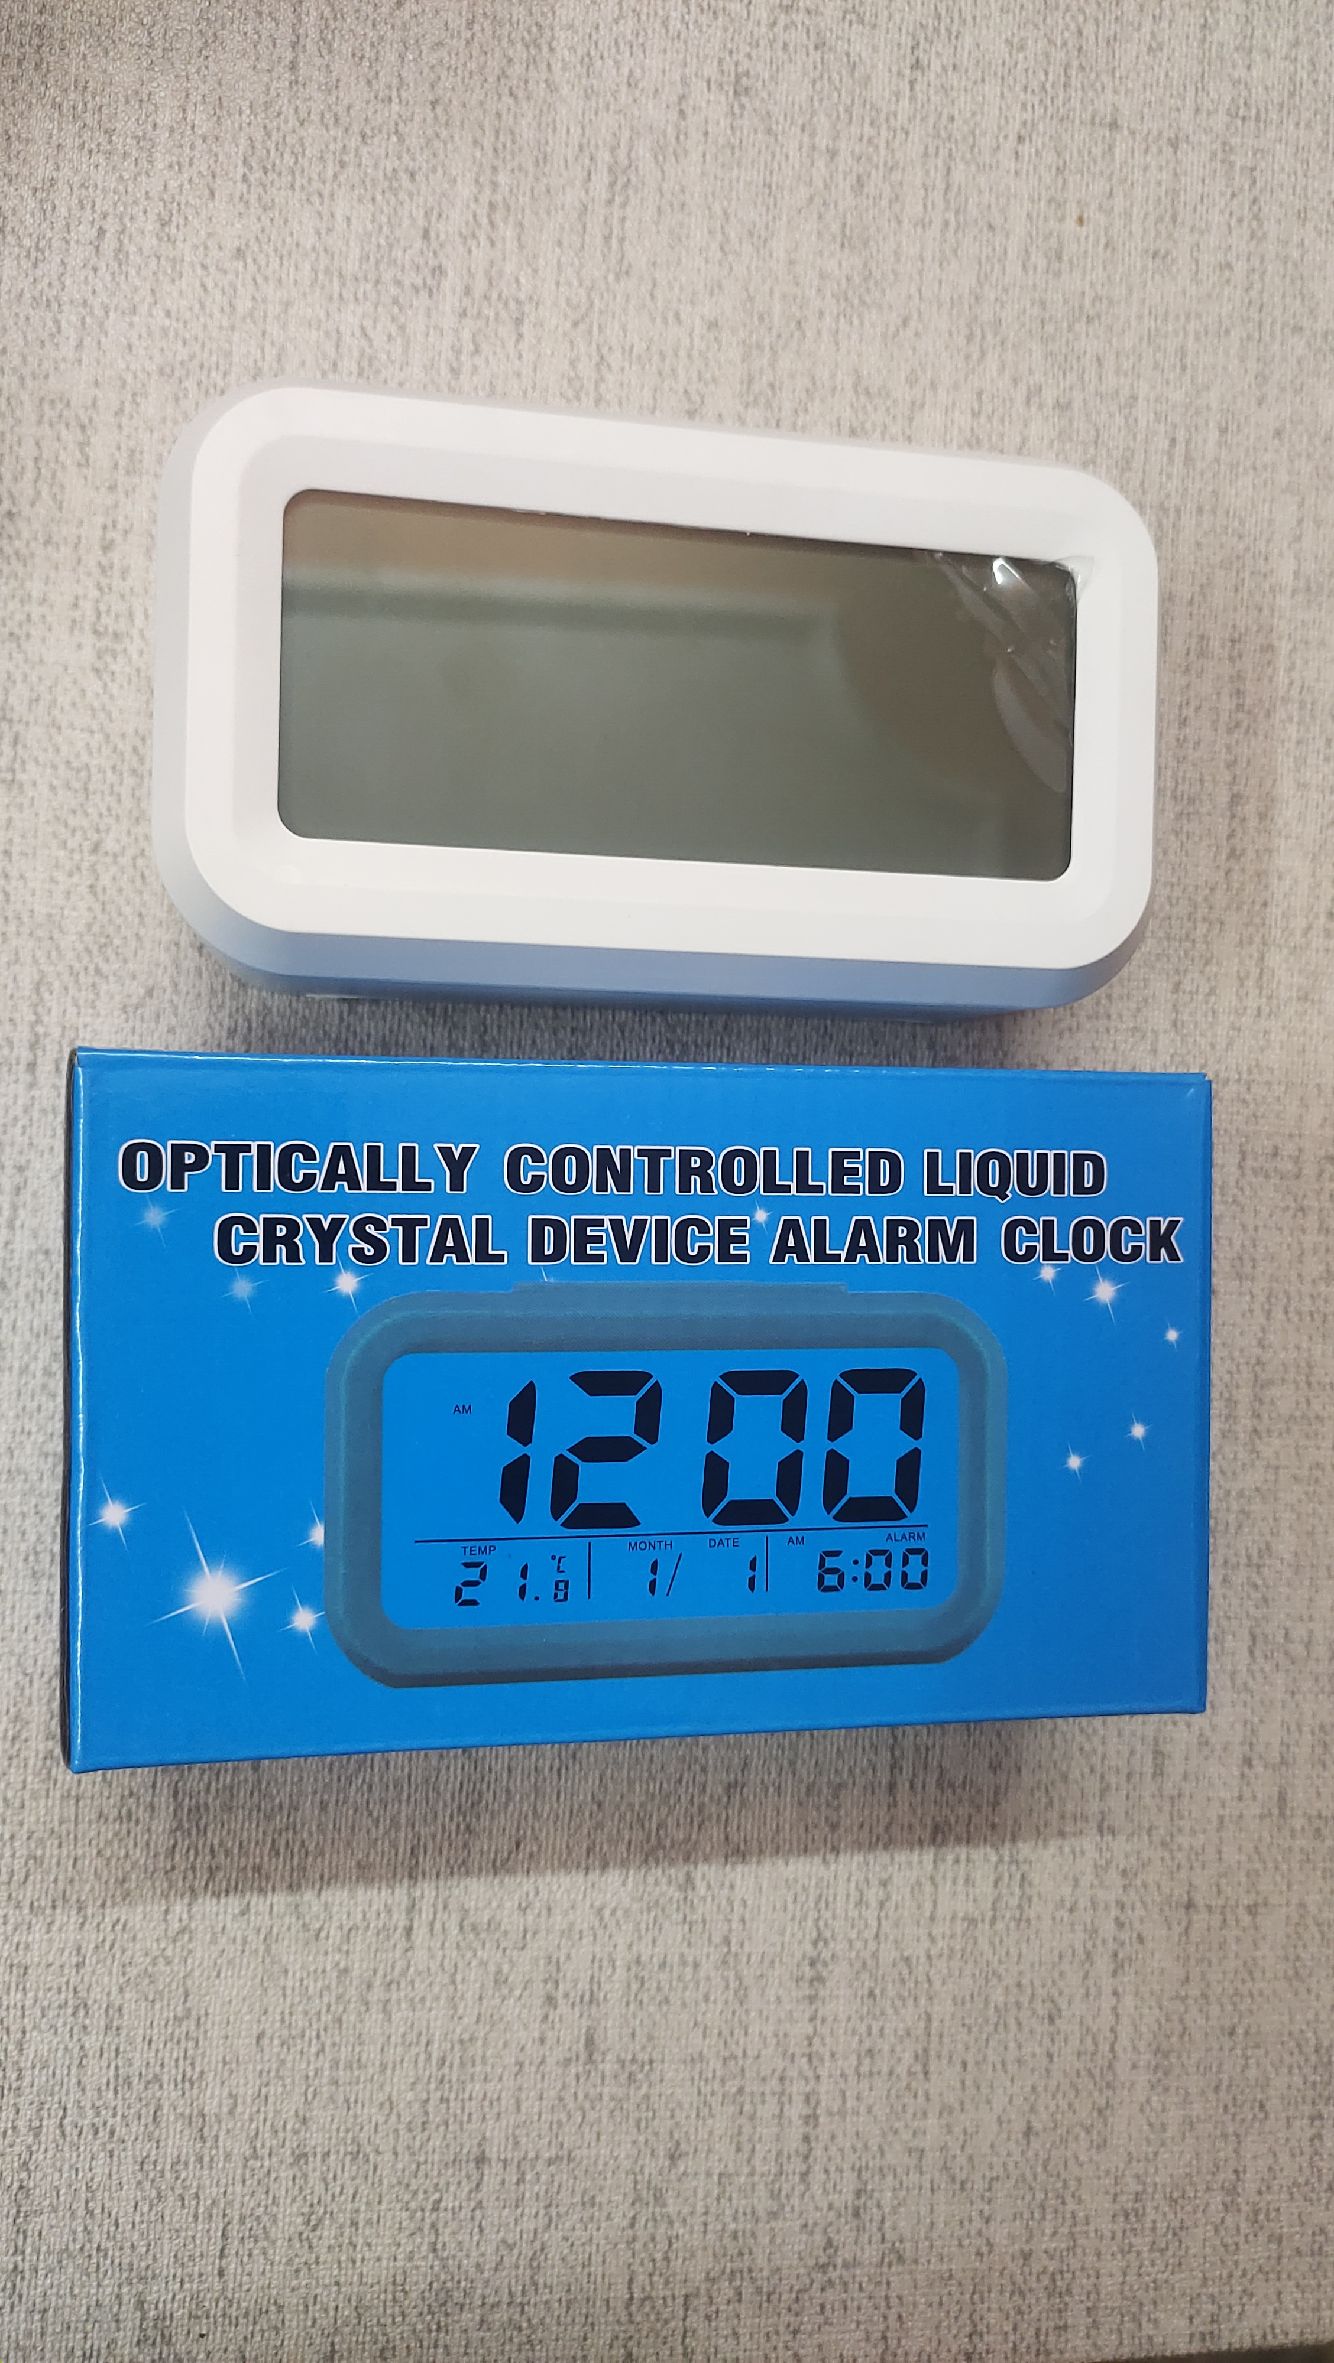 OPTICALLY CONTROLLED LIQUID
CRYSTAL DEVICE ALARM CLOCK
AM 12 00
TEMP MONTH DATE AM ALARM
21.8 °C 1/ 1 6:00